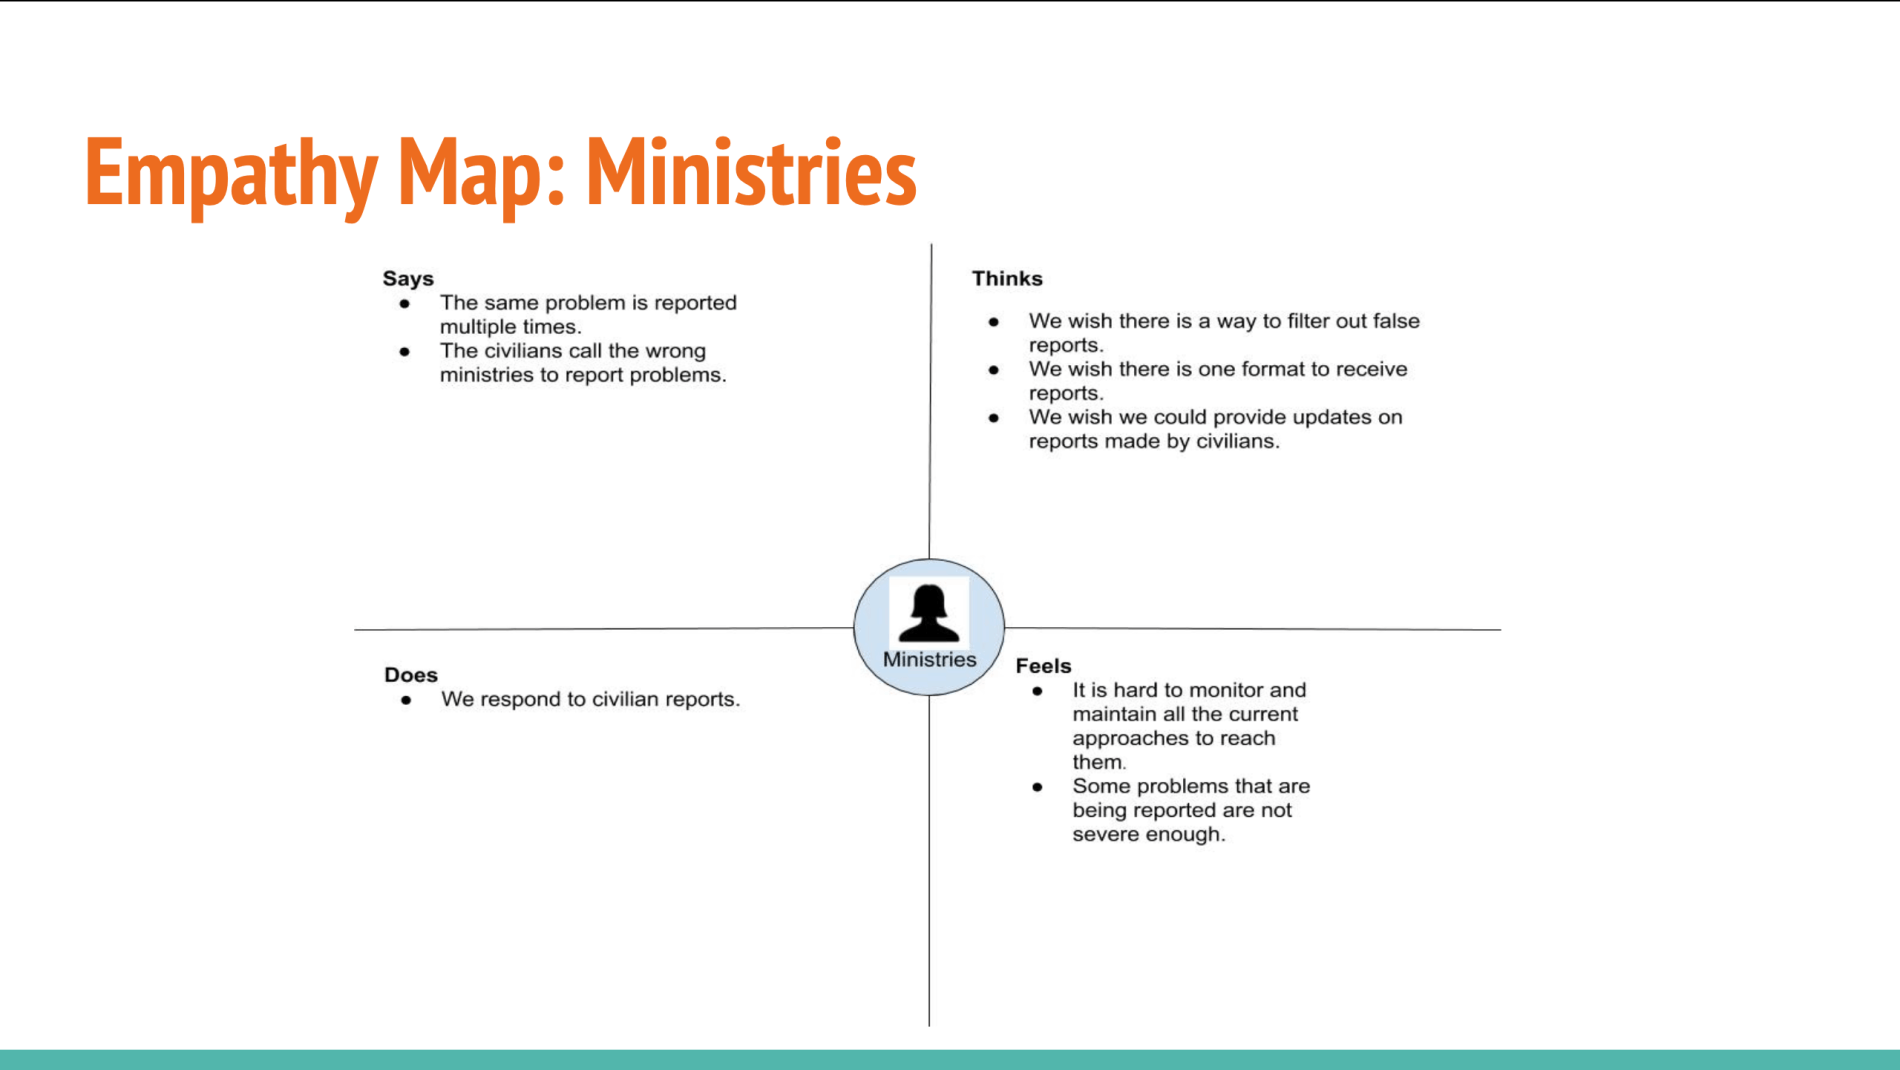 Empathy Map: Ministries
Says
● The same problem is reported
multiple times.
● The civilians call the wrong
ministries to report problems.
Thinks
● We wish there is a way to filter out false
reports.
● We wish there is one format to receive
reports.
● We wish we could provide updates on
reports made by civilians.
Ministries
Does
● We respond to civilian reports.
Feels
● It is hard to monitor and
maintain all the current
approaches to reach
them.
● Some problems that are
being reported are not
severe enough.